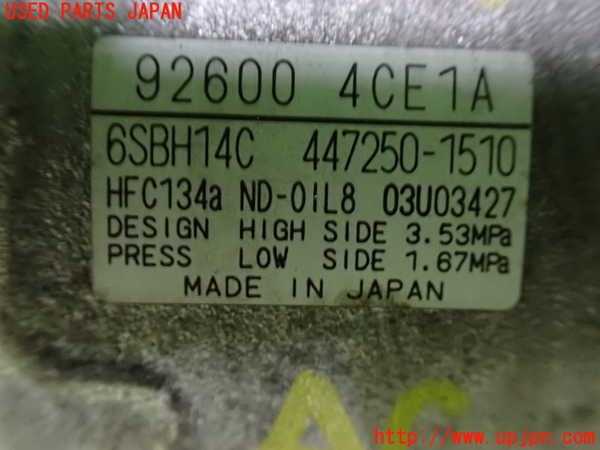 USED PARTS JAPAN
92600 4CE1A
6SBH14C 447250-1510
HFC134a ND-OIL8 03U03427
DESIGN HIGH SIDE 3.53MPa
PRESS LOW SIDE 1.67MPa
MADE IN JAPAN
AC
http://www.upjpn.com/